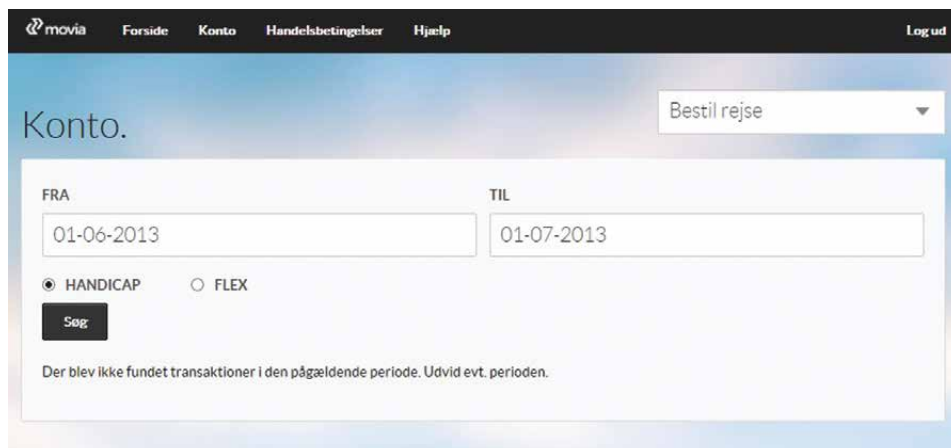 movia Forside Konto Handelsbetingelser Hjælp Log ud
Konto.
Bestil rejse
FRA TIL
01-06-2013 01-07-2013
HANDICAP FLEX
Søg
Der blev ikke fundet transaktioner i den pågældende periode. Udvid evt. perioden.